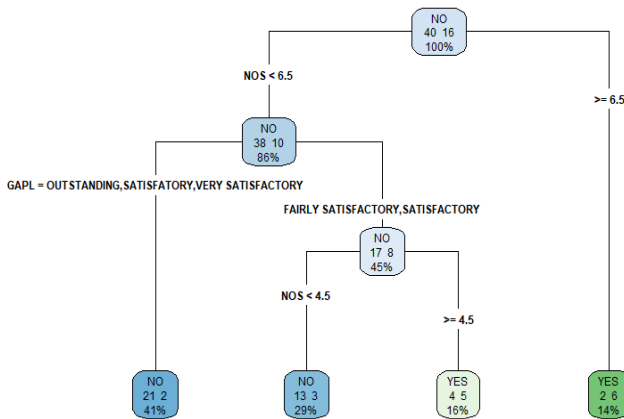 NO
40 16
100%
NOS < 6.5
>= 6.5
NO
38 10
86%
GAPL = OUTSTANDING,SATISFATORY,VERY SATISFACTORY
FAIRLY SATISFACTORY,SATISFACTORY
NO
17 8
45%
NOS < 4.5
>= 4.5
NO
21 2
41%
NO
13 3
29%
YES
4 5
16%
YES
2 6
14%